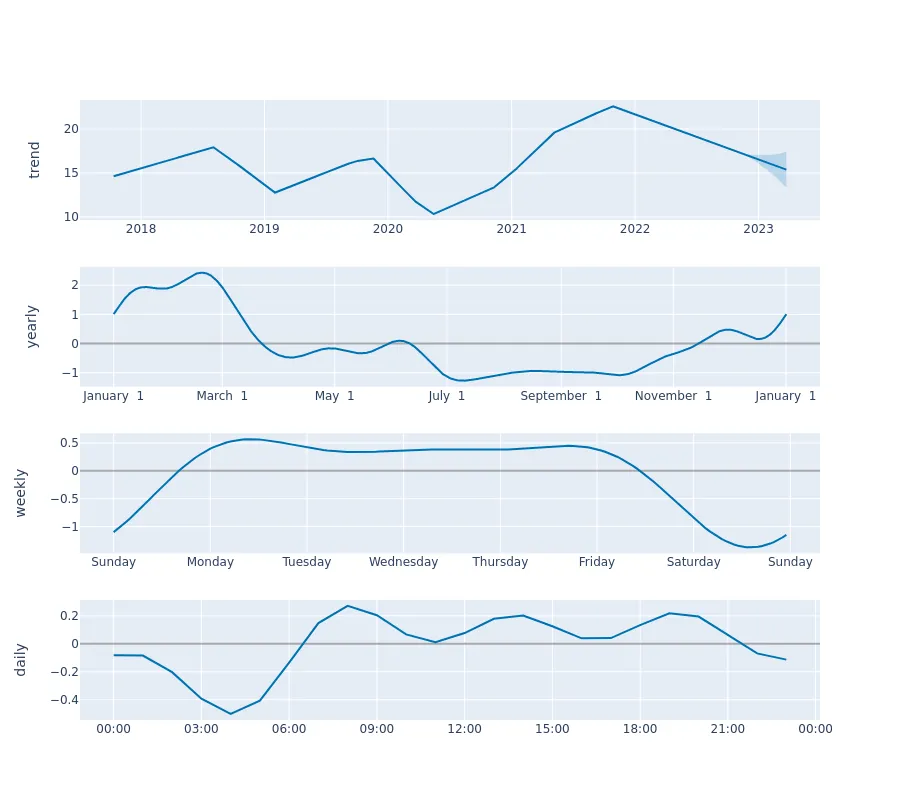 trend
20
15
10
2018 2019 2020 2021 2022 2023
yearly
2
1
0
−1
January 1 March 1 May 1 July 1 September 1 November 1 January 1
weekly
0.5
0
−0.5
−1
Sunday Monday Tuesday Wednesday Thursday Friday Saturday Sunday
daily
0.2
0
−0.2
−0.4
00:00 03:00 06:00 09:00 12:00 15:00 18:00 21:00 00:00